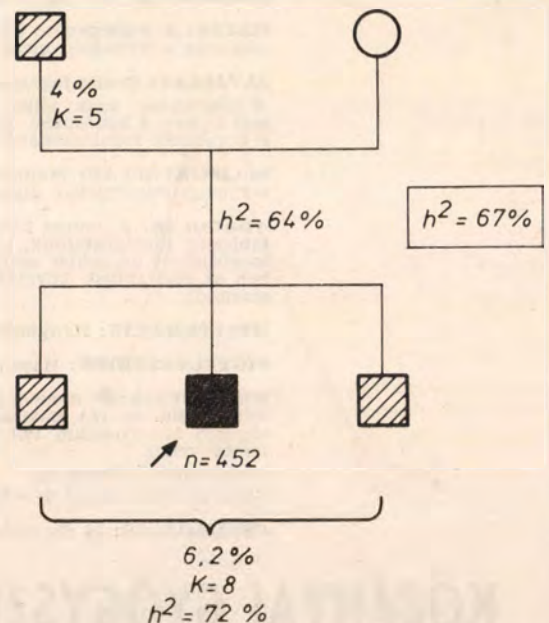 4%
K=5
h² = 64%
h² = 67%
n=452
6,2%
K=8
h² = 72 %